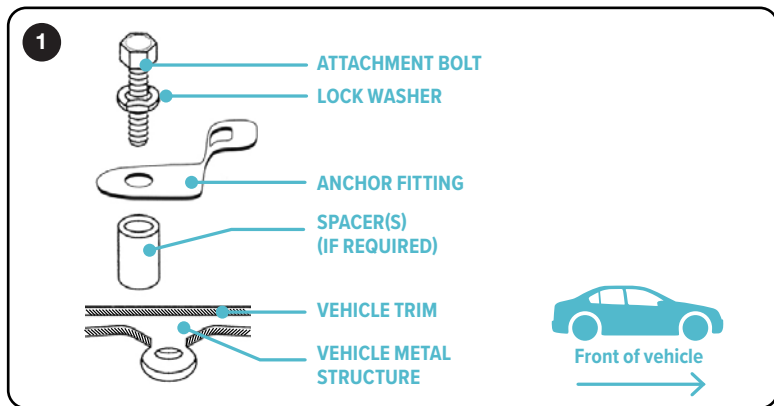 1
ATTACHMENT BOLT
LOCK WASHER
ANCHOR FITTING
SPACER(S)
(IF REQUIRED)
VEHICLE TRIM
VEHICLE METAL
STRUCTURE
Front of vehicle